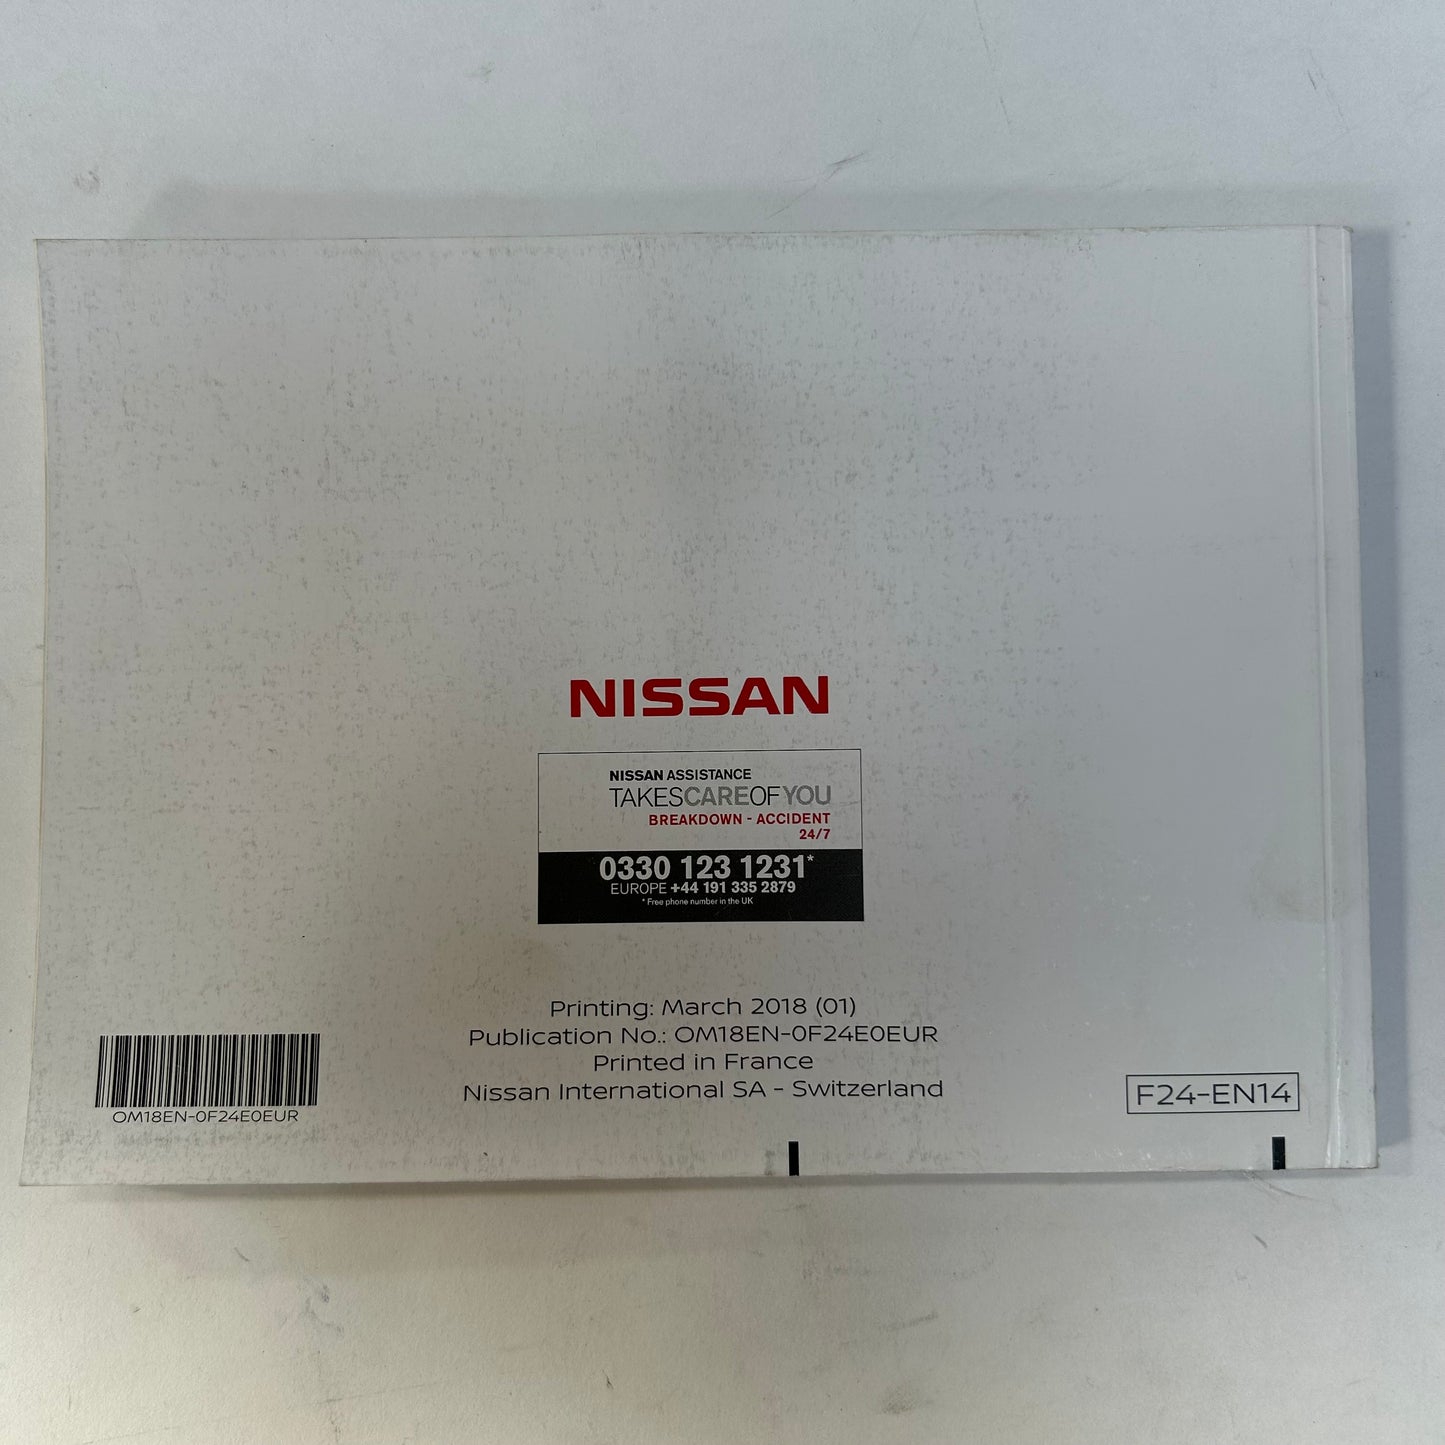 NISSAN
NISSAN ASSISTANCE
TAKESCAREOFYOU
BREAKDOWN - ACCIDENT
24/7
0330 123 1231*
EUROPE +44 191 335 2879
* Free phone number in the UK
Printing: March 2018 (01)
Publication No.: OM18EN-0F24E0EUR
Printed in France
Nissan International SA - Switzerland
OM18EN-0F24E0EUR
F24-EN14